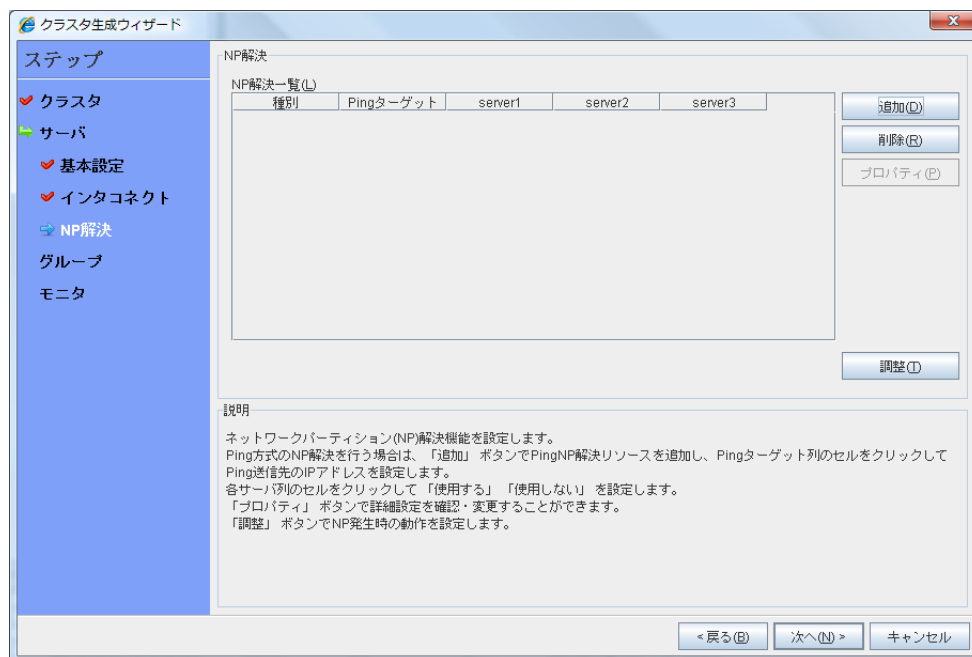 クラスタ生成ウィザード
ステップ
クラスタ
サーバ
基本設定
インタコネクト
NP解決
グループ
モニタ
NP解決
NP解決一覧(L)
種別 Pingターゲット server1 server2 server3
追加(D)
削除(R)
プロパティ(P)
調整(T)
説明
ネットワークパーティション(NP)解決機能を設定します。
Ping方式のNP解決を行う場合は、「追加」 ボタンでPingNP解決リソースを追加し、Pingターゲット列のセルをクリックして
Ping送信先のIPアドレスを設定します。
各サーバ列のセルをクリックして 「使用する」 「使用しない」 を設定します。
「プロパティ」 ボタンで詳細設定を確認・変更することができます。
「調整」 ボタンでNP発生時の動作を設定します。
<戻る(B) 次へ(N)> キャンセル